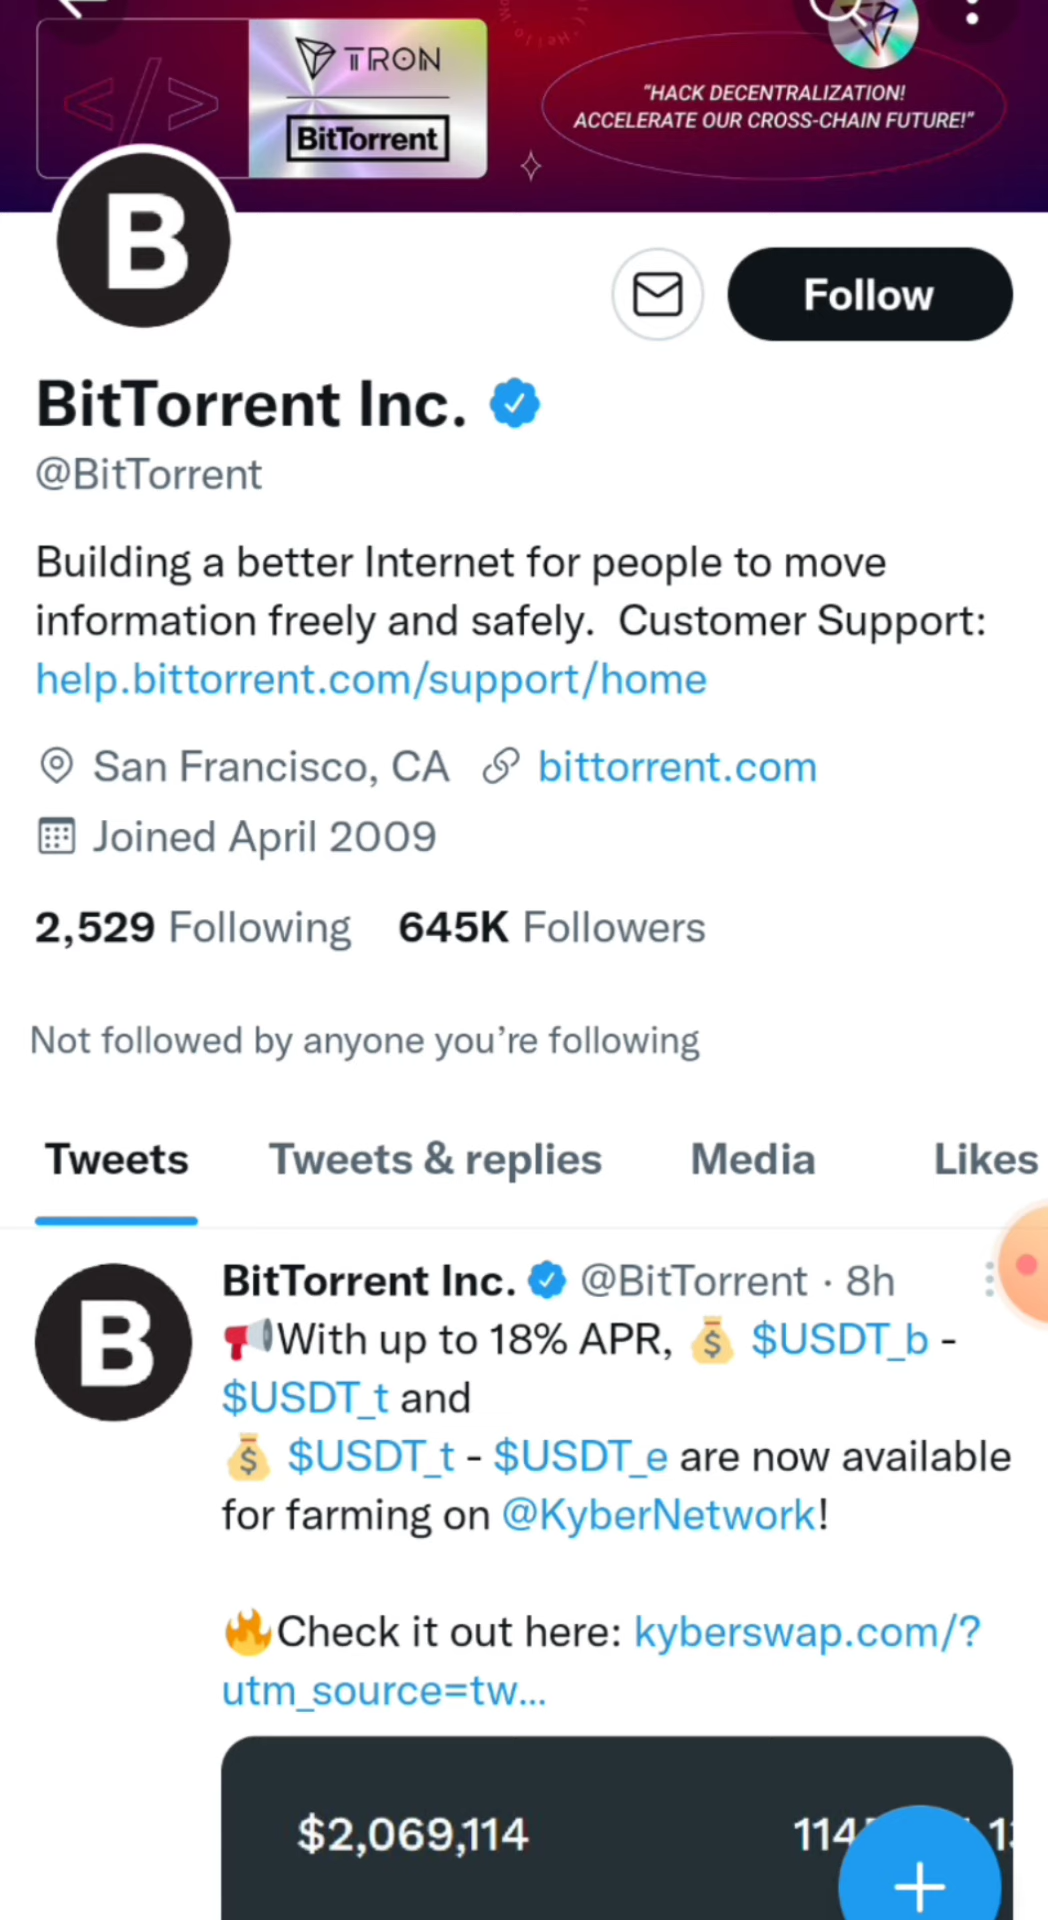 TRON
BitTorrent
"HACK DECENTRALIZATION!
ACCELERATE OUR CROSS-CHAIN FUTURE!"
B
Follow
BitTorrent Inc.
@BitTorrent
Building a better Internet for people to move
information freely and safely.  Customer Support:
help.bittorrent.com/support/home
San Francisco, CA bittorrent.com
Joined April 2009
2,529 Following 645K Followers
Not followed by anyone you're following
Tweets Tweets & replies Media Likes
B
BitTorrent Inc. @BitTorrent · 8h
📢With up to 18% APR, 💰 $USDT_b -
$USDT_t and
💰 $USDT_t - $USDT_e are now available
for farming on @KyberNetwork!
🔥Check it out here: kyberswap.com/?
utm_source=tw...
$2,069,114